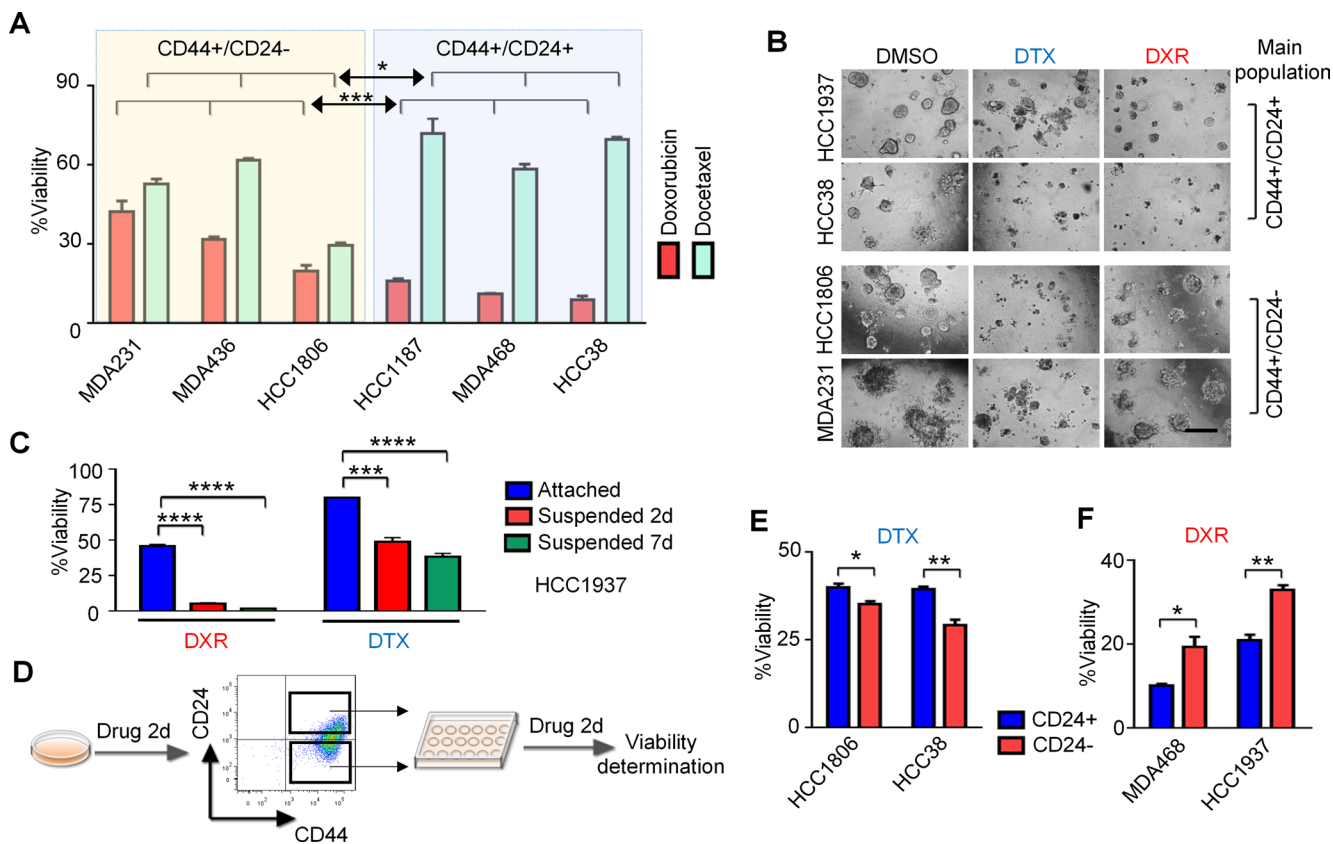 A
CD44+/CD24-
CD44+/CD24+
*
***
90
60
30
0
%Viability
MDA231
MDA436
HCC1806
HCC1187
MDA468
HCC38
Doxorubicin
Docetaxel
B
DMSO
DTX
DXR
Main
population
HCC1937
HCC38
HCC1806
MDA231
CD44+/CD24+
CD44+/CD24-
C
****
****
****
***
100
75
50
25
0
%Viability
DXR
DTX
Attached
Suspended 2d
Suspended 7d
HCC1937
D
Drug 2d
CD24
CD44
Drug 2d
Viability
determination
E
DTX
*
**
50
25
0
%Viability
HCC1806
HCC38
CD24+
CD24-
F
DXR
*
**
40
20
0
%Viability
MDA468
HCC1937